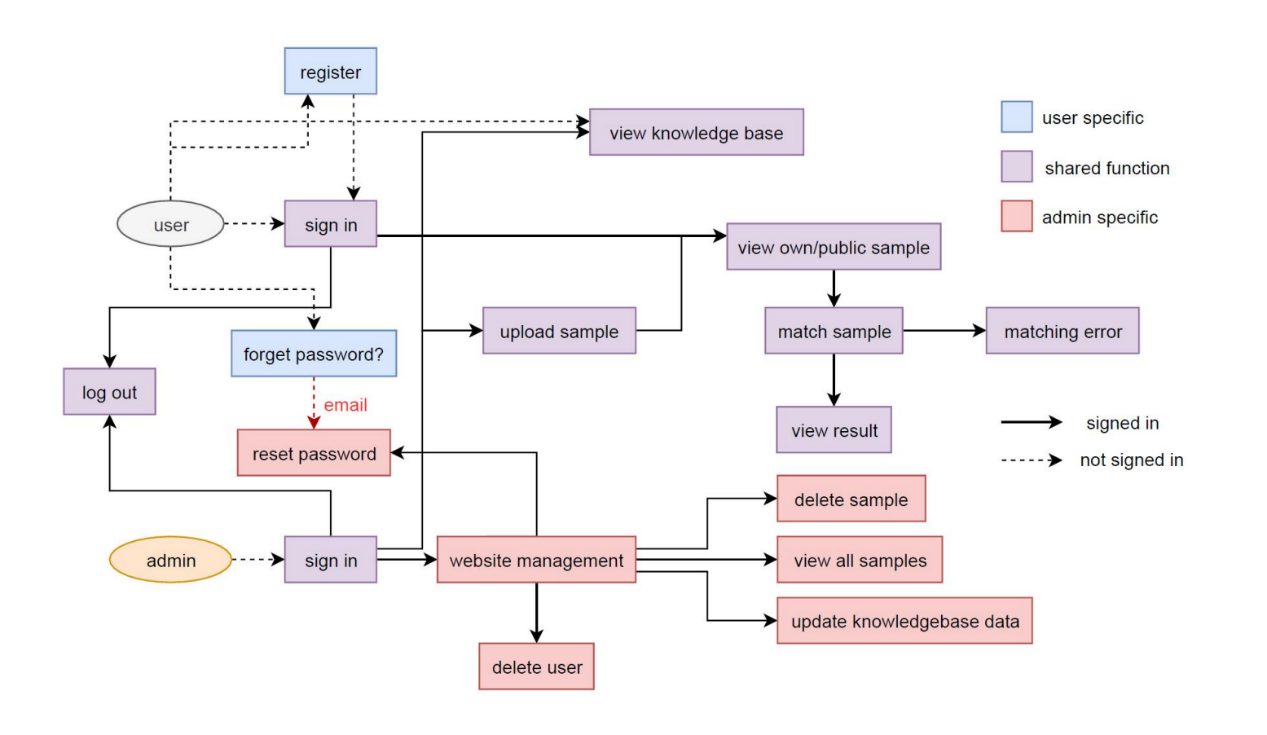 register
view knowledge base
user specific
shared function
admin specific
user
sign in
view own/public sample
upload sample
match sample
matching error
forget password?
log out
email
view result
signed in
reset password
not signed in
delete sample
admin
sign in
website management
view all samples
update knowledgebase data
delete user